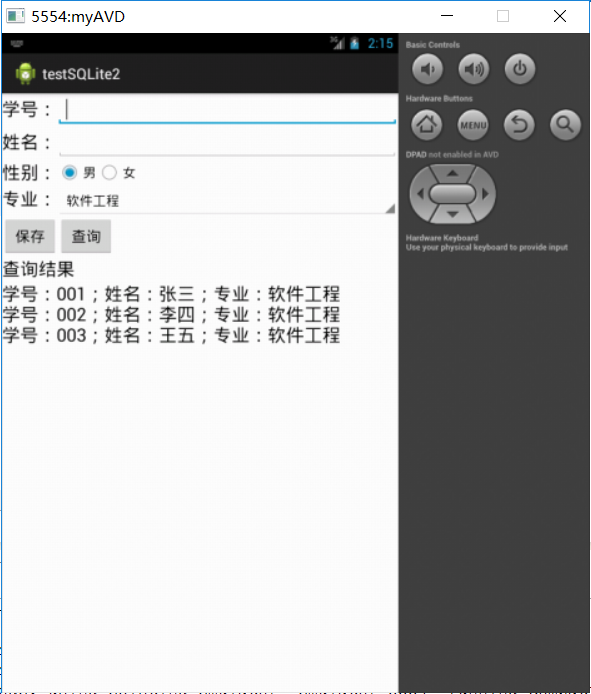 5554:myAVD
3G 2:15
testSQLite2
学号：
姓名：
性别： 男 女
专业： 软件工程
保存 查询
查询结果
学号：001；姓名：张三；专业：软件工程
学号：002；姓名：李四；专业：软件工程
学号：003；姓名：王五；专业：软件工程
Basic Controls
Hardware Buttons
MENU
DPAD not enabled in AVD
Hardware Keyboard
Use your physical keyboard to provide input